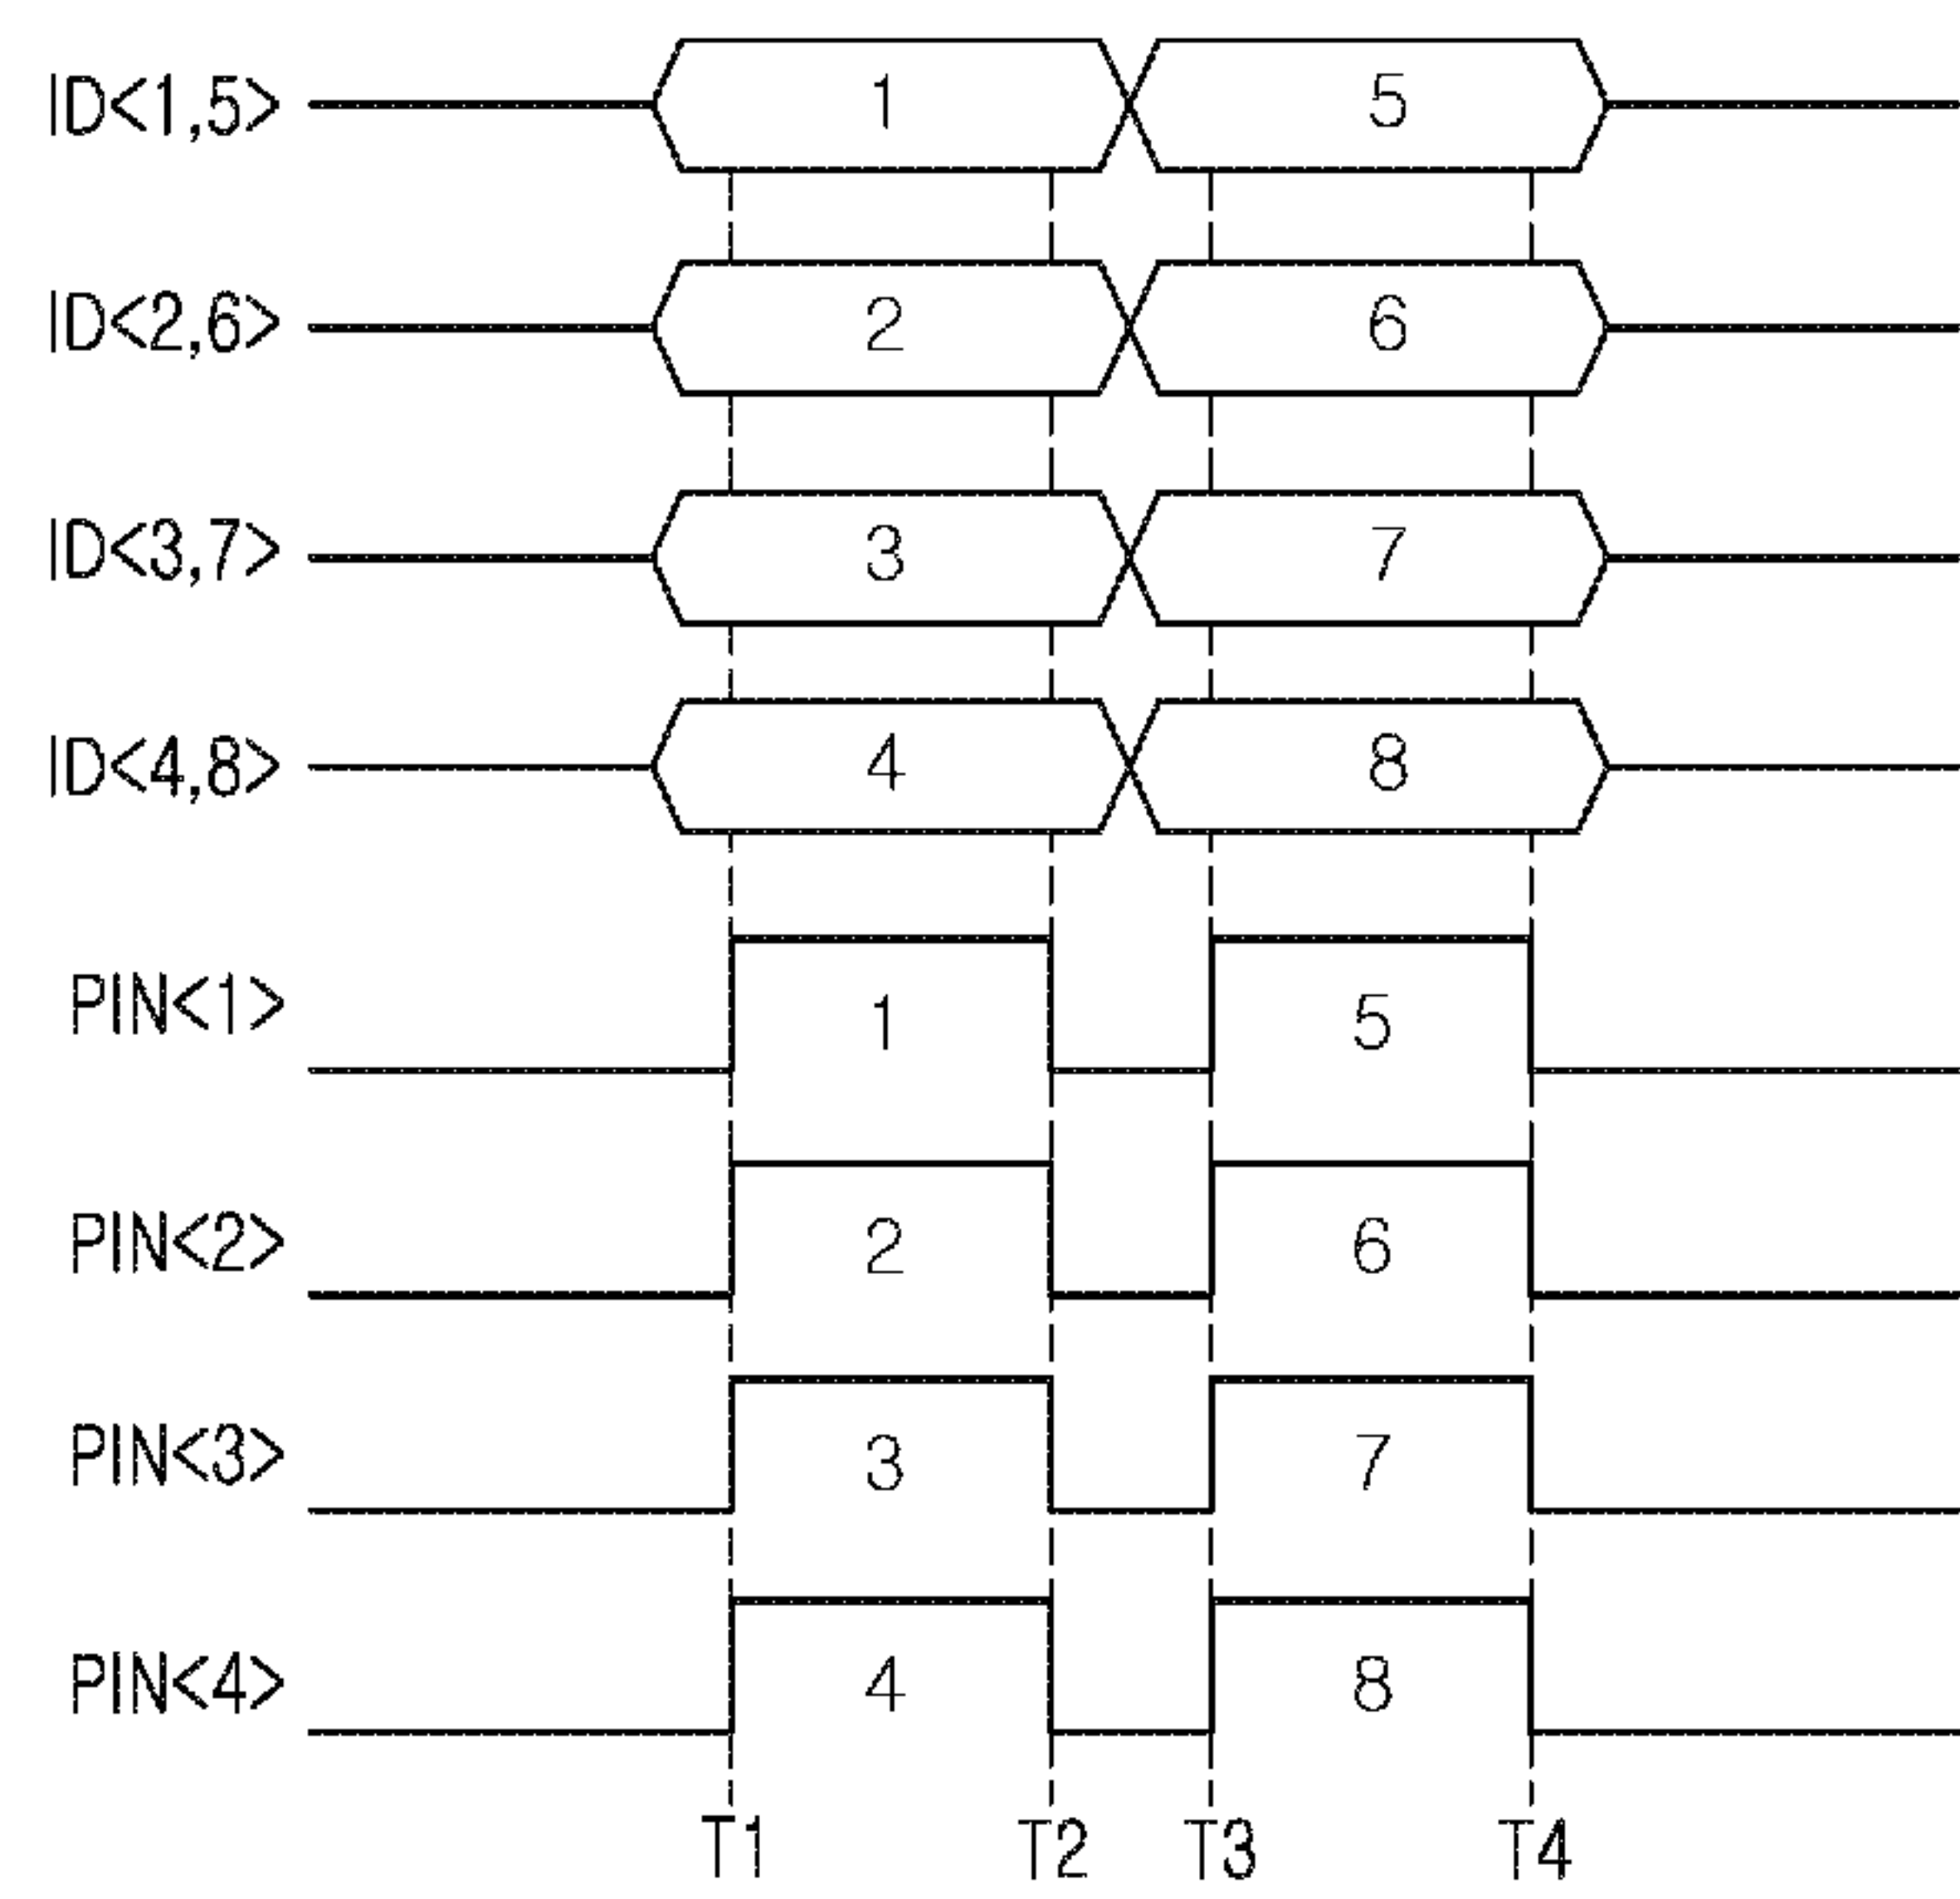 ID<1,5> 1 5
ID<2,6> 2 6
ID<3,7> 3 7
ID<4,8> 4 8
PIN<1> 1 5
PIN<2> 2 6
PIN<3> 3 7
PIN<4> 4 8
T1 T2 T3 T4